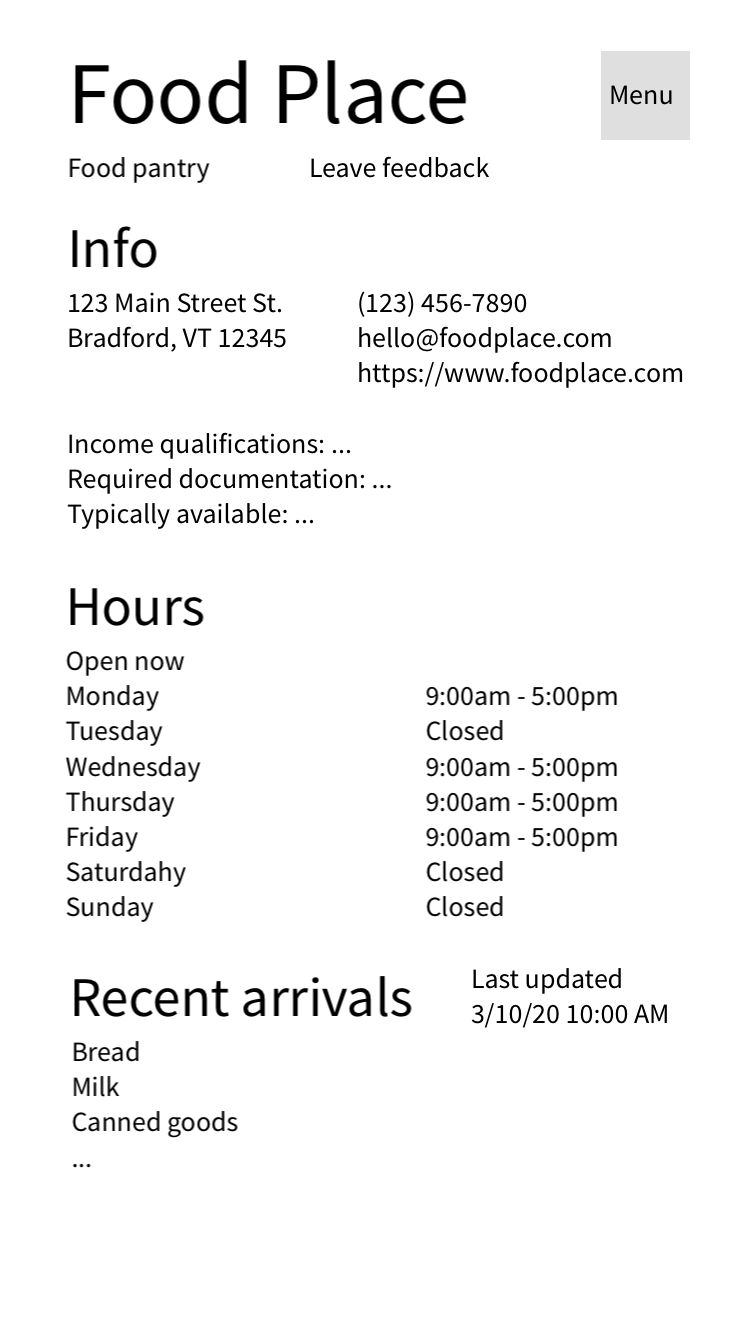 Food Place
Menu
Food pantry
Leave feedback
Info
123 Main Street St.
Bradford, VT 12345
(123) 456-7890
hello@foodplace.com
https://www.foodplace.com
Income qualifications: ...
Required documentation: ...
Typically available: ...
Hours
Open now
Monday 9:00am - 5:00pm
Tuesday Closed
Wednesday 9:00am - 5:00pm
Thursday 9:00am - 5:00pm
Friday 9:00am - 5:00pm
Saturdahy Closed
Sunday Closed
Recent arrivals
Last updated
3/10/20 10:00 AM
Bread
Milk
Canned goods
...